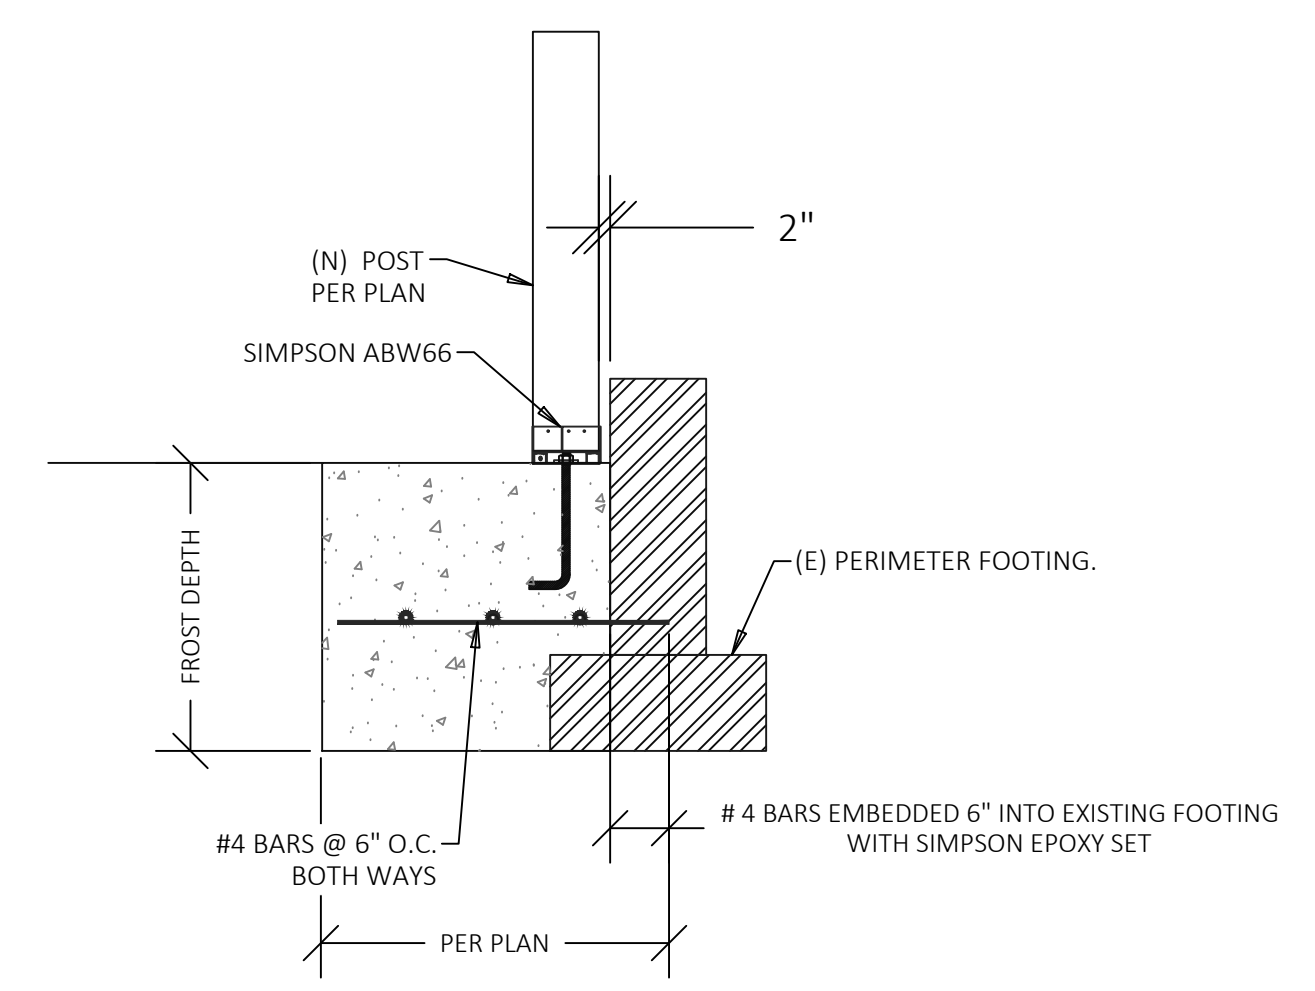 2"
(N) POST
PER PLAN
SIMPSON ABW66
FROST DEPTH
(E) PERIMETER FOOTING.
# 4 BARS EMBEDDED 6" INTO EXISTING FOOTING
WITH SIMPSON EPOXY SET
#4 BARS @ 6" O.C.
BOTH WAYS
PER PLAN